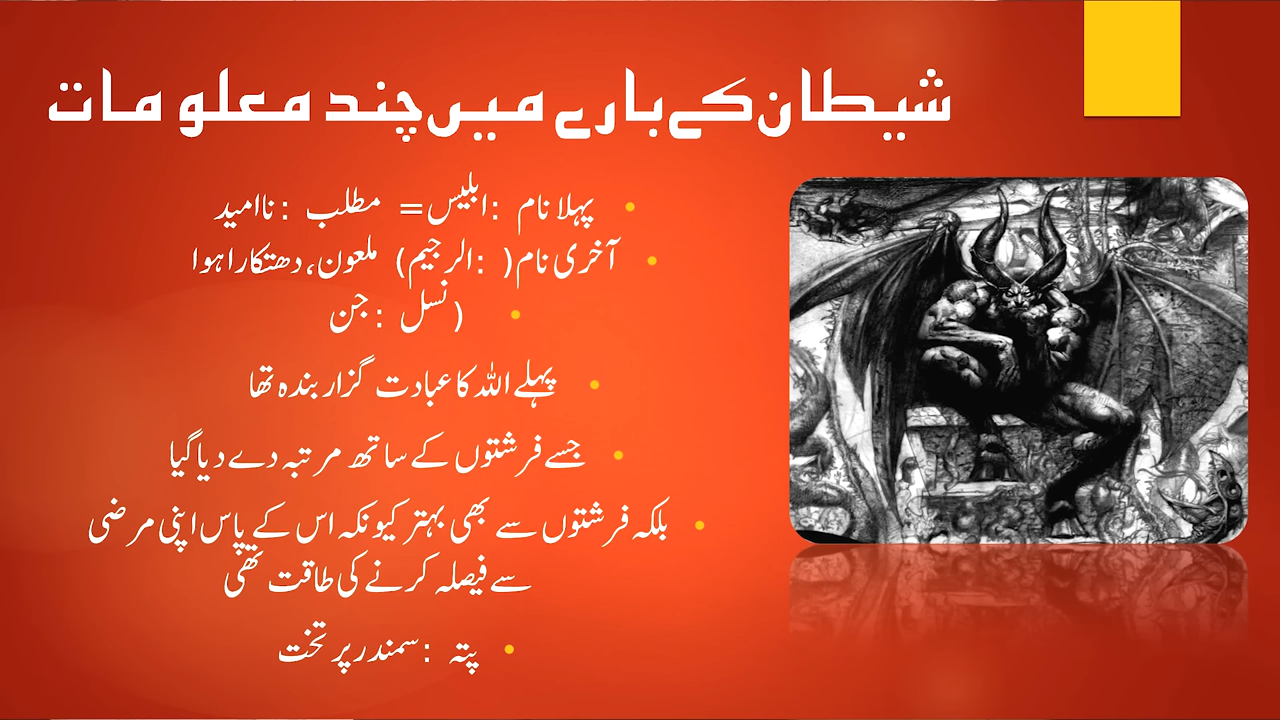 شیطان کے بارے میں چند معلومات
• پہلا نام :ابلیس= مطلب :ناامید
• آخری نام( :الرجیم) ملعون، دھتکارا ہوا
• (نسل :جن
• پہلے اللہ کا عبادت گزار بندہ تھا
• جسے فرشتوں کے ساتھ مرتبہ دے دیا گیا
• بلکہ فرشتوں سے بھی بہتر کیونکہ اس کے پاس اپنی مرضی
سے فیصلہ کرنے کی طاقت تھی
• پتہ :سمندر پر تخت